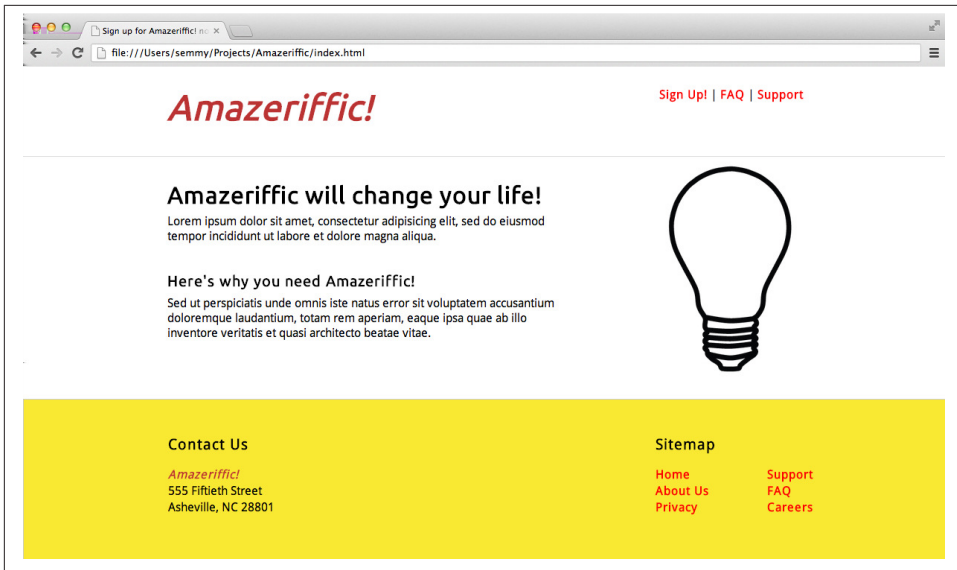 Sign up for Amazeriffic! no
file:///Users/semmy/Projects/Amazeriffic/index.html
Amazeriffic!
Sign Up! | FAQ | Support
Amazeriffic will change your life!
Lorem ipsum dolor sit amet, consectetur adipisicing elit, sed do eiusmod
tempor incididunt ut labore et dolore magna aliqua.
Here's why you need Amazeriffic!
Sed ut perspiciatis unde omnis iste natus error sit voluptatem accusantium
doloremque laudantium, totam rem aperiam, eaque ipsa quae ab illo
inventore veritatis et quasi architecto beatae vitae.
Contact Us
Amazeriffic!
555 Fiftieth Street
Asheville, NC 28801
Sitemap
Home
About Us
Privacy
Support
FAQ
Careers